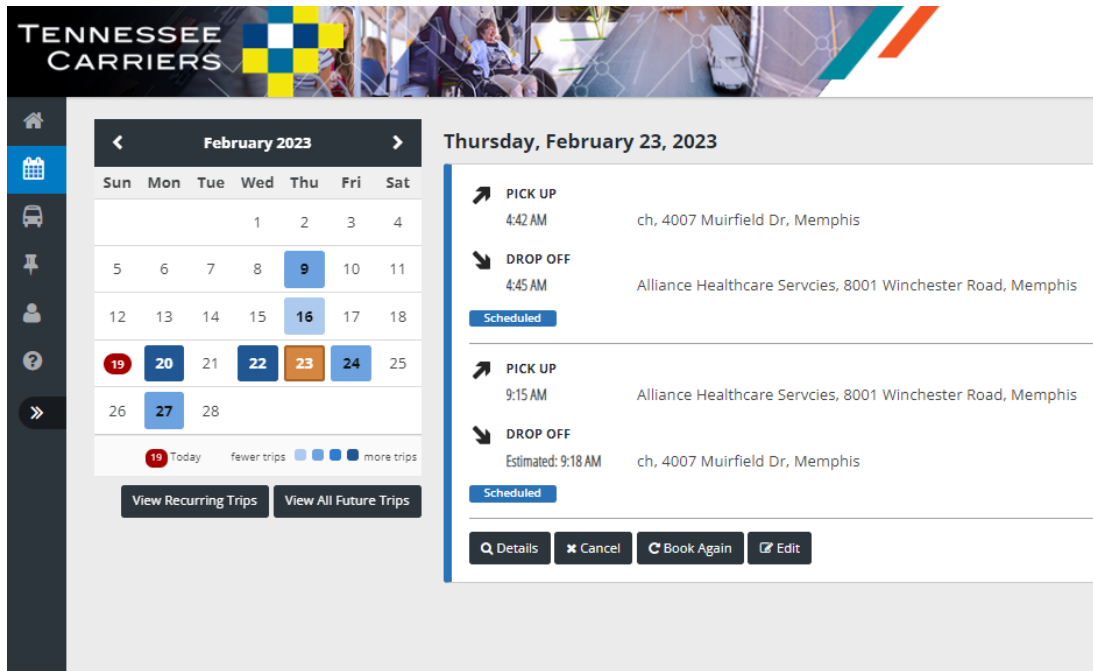 TENNESSEE
CARRIERS
February 2023
Sun Mon Tue Wed Thu Fri Sat
1 2 3 4
5 6 7 8 9 10 11
12 13 14 15 16 17 18
19 20 21 22 23 24 25
26 27 28
19 Today fewer trips more trips
View Recurring Trips View All Future Trips
Thursday, February 23, 2023
PICK UP
4:42 AM ch, 4007 Muirfield Dr, Memphis
DROP OFF
4:45 AM Alliance Healthcare Servcies, 8001 Winchester Road, Memphis
Scheduled
PICK UP
9:15 AM Alliance Healthcare Servcies, 8001 Winchester Road, Memphis
DROP OFF
Estimated: 9:18 AM ch, 4007 Muirfield Dr, Memphis
Scheduled
Details Cancel Book Again Edit